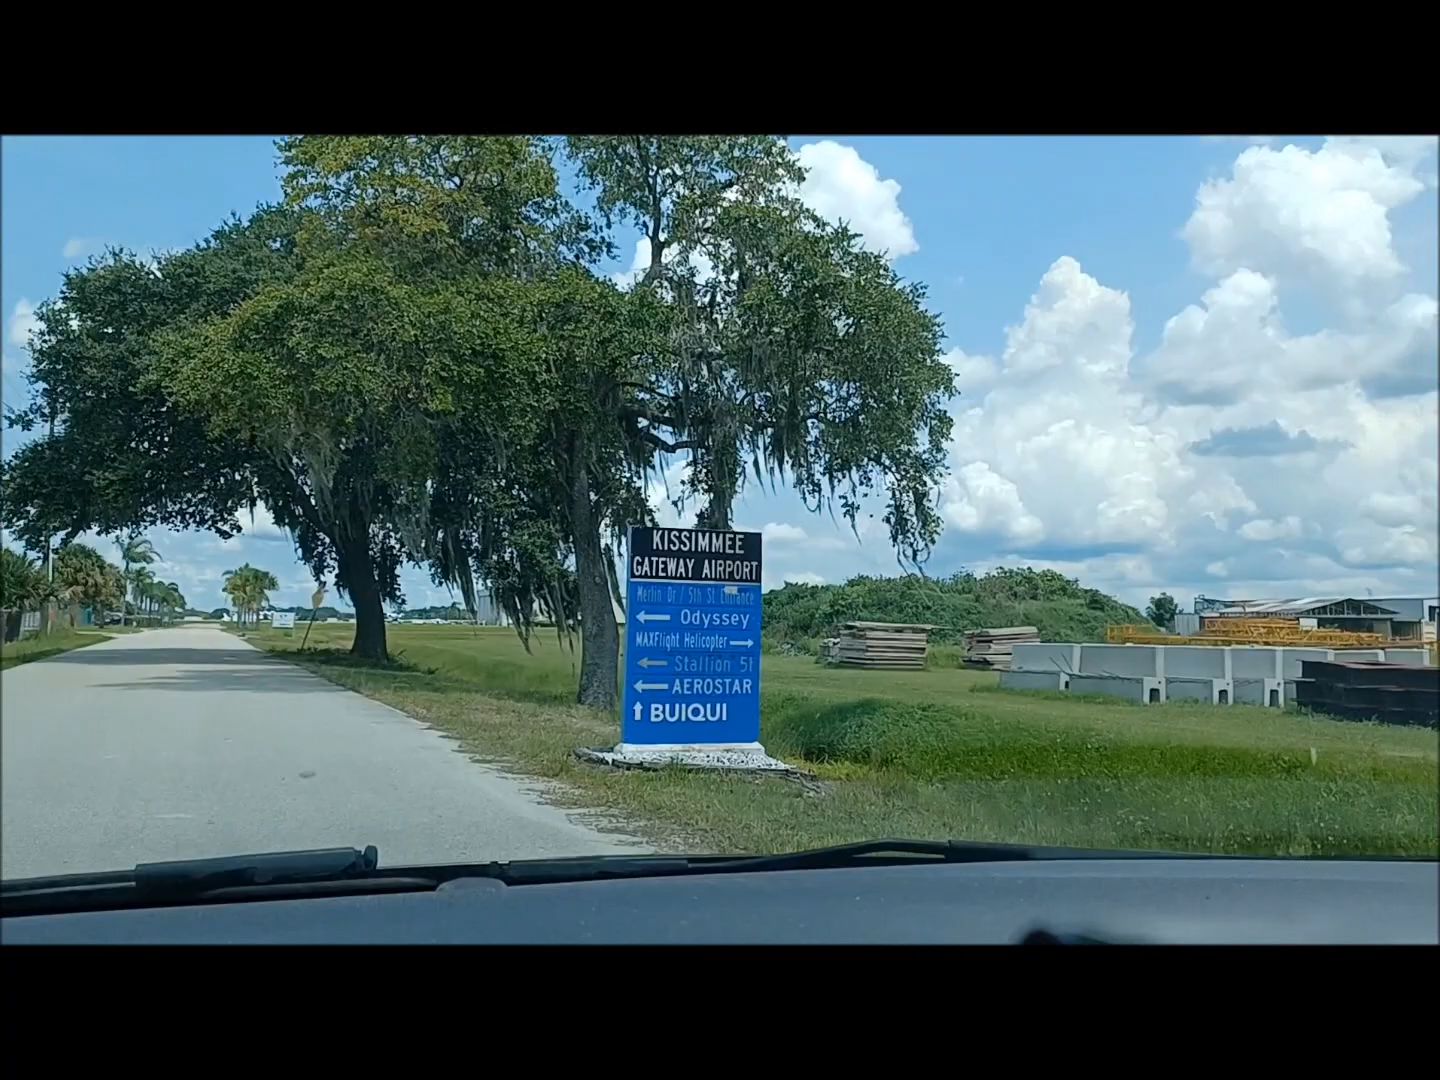 KISSIMMEE
GATEWAY AIRPORT
Merlin Dr / 5th St Entrance
← Odyssey
MAXFlight Helicopter →
← Stallion 51
← AEROSTAR
↑ BUIQUI